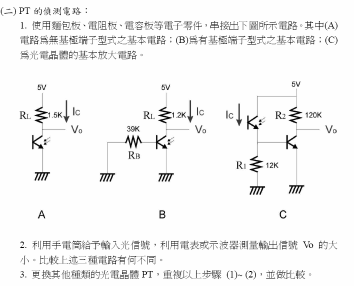 (二) PT 的偵測電路：
1. 使用麵包板、電阻板、電容板等電子零件，串接出下圖所示電路。其中(A)
電路為無基極端子型式之基本電路；(B)為有基極端子型式之基本電路；(C)
為光電晶體的基本放大電路。
5V 5V 5V
RL 1.5K IC RL 1.2K IC IC R2 120K
Vo 39K Vo Vo
RB R1 12K
A B C
2. 利用手電筒給予輸入光信號，利用電表或示波器測量輸出信號 Vo 的大
小。比較上述三種電路有何不同。
3. 更換其他種類的光電晶體 PT，重複以上步驟 (1)~ (2)，並做比較。